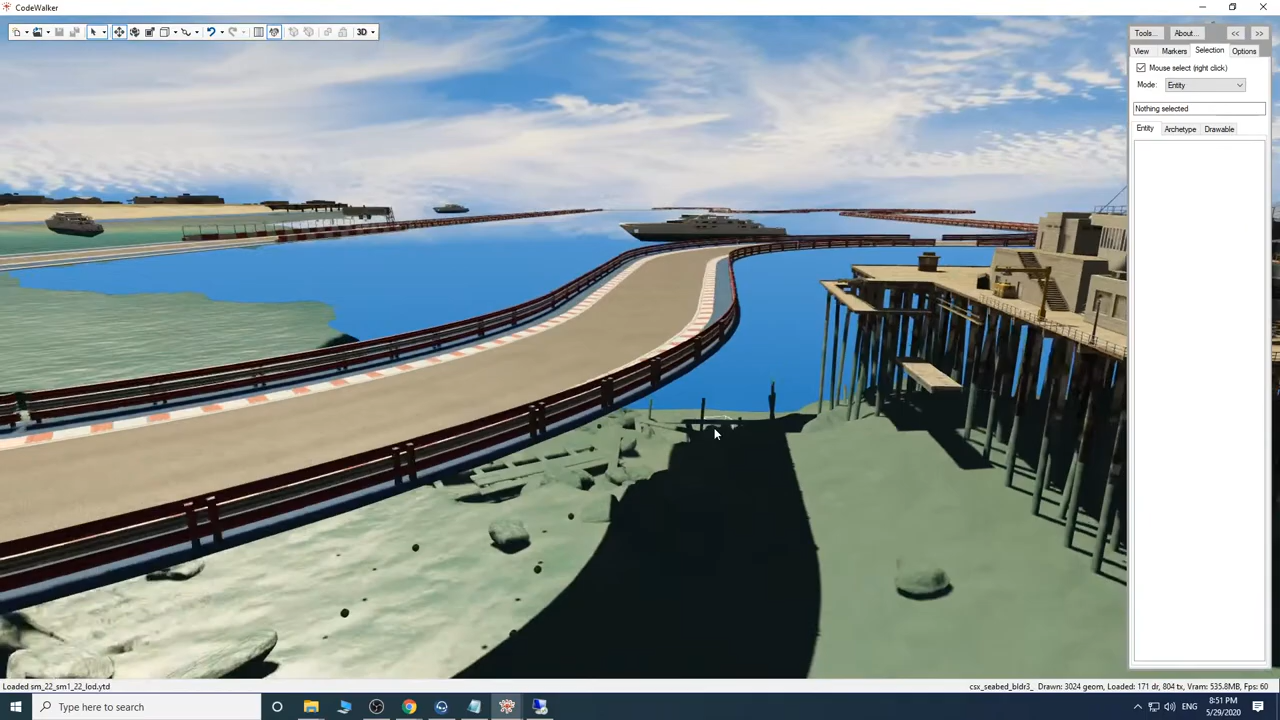 CodeWalker
3D
Tools... About... << >>
View Markers Selection Options
Mouse select (right click)
Mode: Entity
Nothing selected
Entity Archetype Drawable
Loaded sm_22_sm1_22_lod.ytd
csx_seabed_bldr3_ Drawn: 3024 geom, Loaded: 171 dr, 804 tx, Vram: 535.8MB, Fps: 60
Type here to search
ENG
8:51 PM
5/29/2020